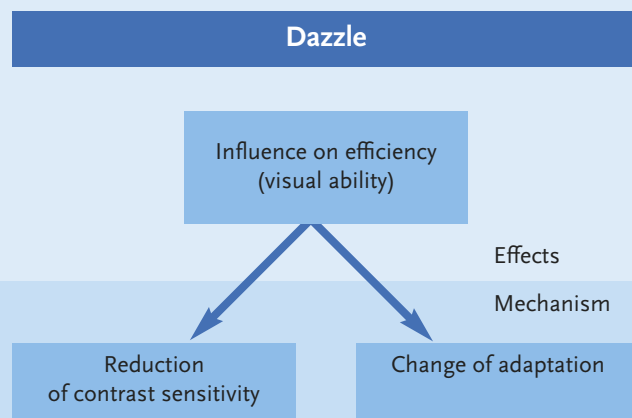 Dazzle
Influence on efficiency
(visual ability)
Effects
Mechanism
Reduction
of contrast sensitivity
Change of adaptation